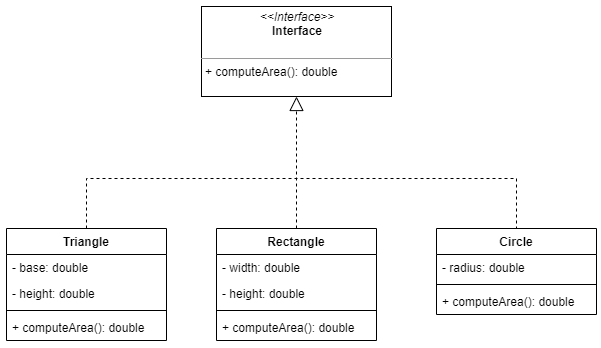 <<Interface>>
Interface
+ computeArea(): double
Triangle
- base: double
- height: double
+ computeArea(): double
Rectangle
- width: double
- height: double
+ computeArea(): double
Circle
- radius: double
+ computeArea(): double